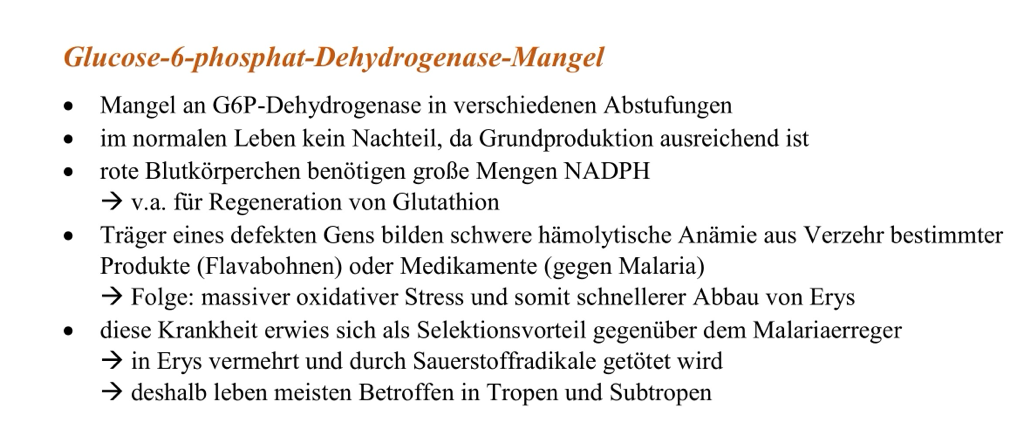 Glucose-6-phosphat-Dehydrogenase-Mangel
• Mangel an G6P-Dehydrogenase in verschiedenen Abstufungen
• im normalen Leben kein Nachteil, da Grundproduktion ausreichend ist
• rote Blutkörperchen benötigen große Mengen NADPH
→ v.a. für Regeneration von Glutathion
• Träger eines defekten Gens bilden schwere hämolytische Anämie aus Verzehr bestimmter
Produkte (Flavabohnen) oder Medikamente (gegen Malaria)
→ Folge: massiver oxidativer Stress und somit schnellerer Abbau von Erys
• diese Krankheit erwies sich als Selektionsvorteil gegenüber dem Malariaerreger
→ in Erys vermehrt und durch Sauerstoffradikale getötet wird
→ deshalb leben meisten Betroffen in Tropen und Subtropen